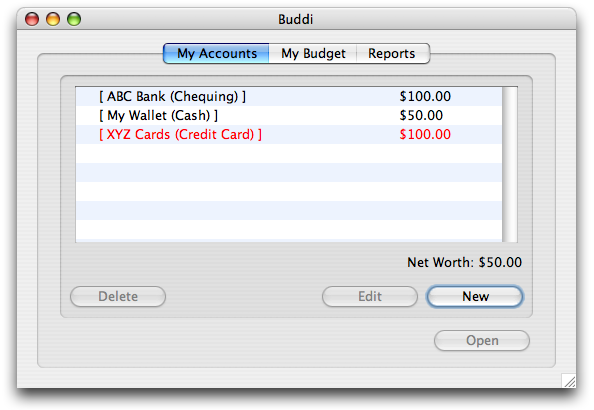 Buddi
My Accounts My Budget Reports
[ ABC Bank (Chequing) ] $100.00
[ My Wallet (Cash) ] $50.00
[ XYZ Cards (Credit Card) ] $100.00
Net Worth: $50.00
Delete Edit New
Open